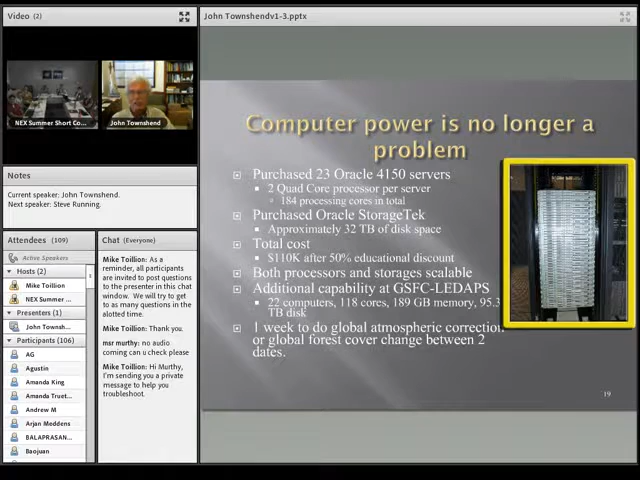 Video (2)
NEX Summer Short Co...
John Townshend
Notes
Current speaker: John Townshend.
Next speaker: Steve Running.
Attendees (109)
Active Speakers
Hosts (2)
Mike Toillion
NEX Summer ...
Presenters (1)
John Townsh...
Participants (106)
AG
Agustin
Amanda King
Amanda Truet...
Andrew M
Arjan Meddens
BALAPRASAN...
Baojuan
Chat (Everyone)
Mike Toillion: As a
reminder, all participants
are invited to post questions
to the presenter in this chat
window. We will try to get
to as many questions in the
alotted time.
Mike Toillion: Thank you.
msr murthy: no audio
coming can u check please
Mike Toillion: Hi Murthy,
I'm sending you a private
message to help you
troubleshoot.
John Townshendv1-3.pptx
Computer power is no longer a
problem
Purchased 23 Oracle 4150 servers
2 Quad Core processor per server
184 processing cores in total
Purchased Oracle StorageTek
Approximately 32 TB of disk space
Total cost
$110K after 50% educational discount
Both processors and storages scalable
Additional capability at GSFC-LEDAPS
22 computers, 118 cores, 189 GB memory, 95.3
TB disk
1 week to do global atmospheric correction
or global forest cover change between 2
dates.
19